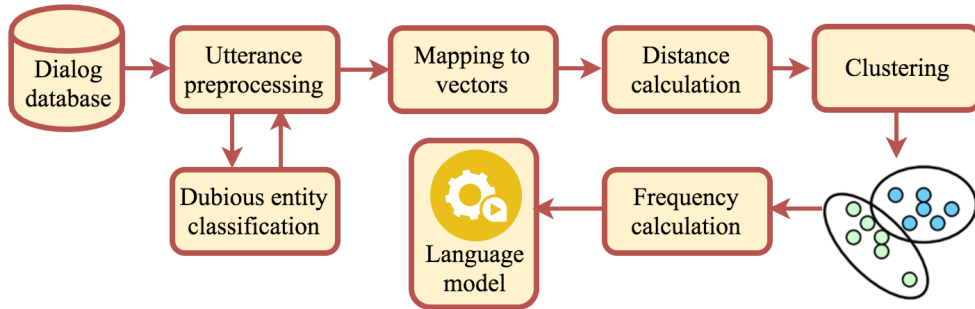 Dialog
database
Utterance
preprocessing
Mapping to
vectors
Distance
calculation
Clustering
Dubious entity
classification
Language
model
Frequency
calculation